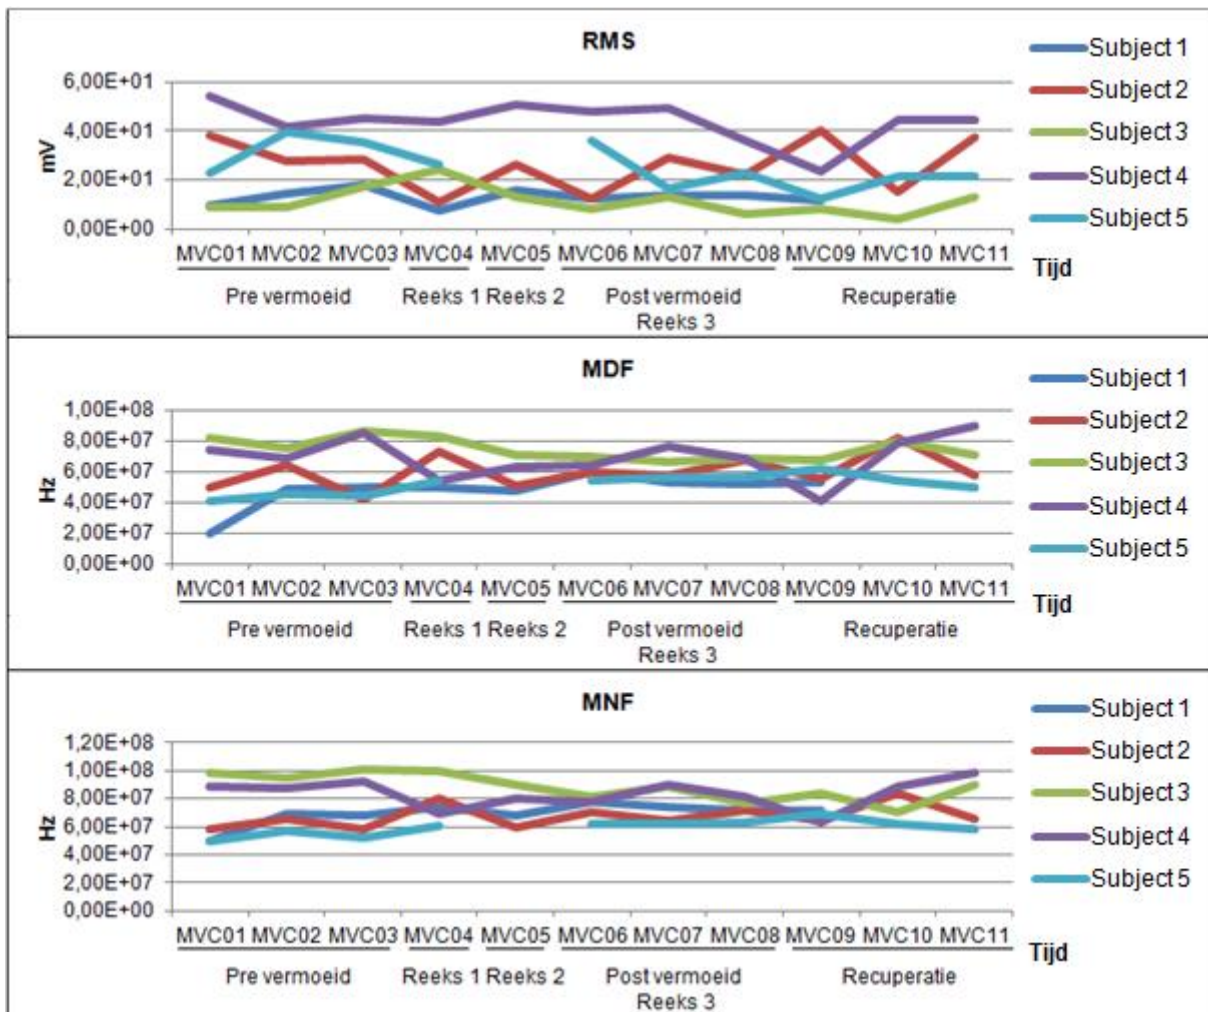 RMS
6,00E+01
4,00E+01
2,00E+01
0,00E+00
mV
MVC01 MVC02 MVC03 MVC04 MVC05 MVC06 MVC07 MVC08 MVC09 MVC10 MVC11
Tijd
Pre vermoeid Reeks 1 Reeks 2 Post vermoeid Recuperatie
Reeks 3
Subject 1
Subject 2
Subject 3
Subject 4
Subject 5
MDF
1,00E+08
8,00E+07
6,00E+07
4,00E+07
2,00E+07
0,00E+00
Hz
MVC01 MVC02 MVC03 MVC04 MVC05 MVC06 MVC07 MVC08 MVC09 MVC10 MVC11
Tijd
Pre vermoeid Reeks 1 Reeks 2 Post vermoeid Recuperatie
Reeks 3
Subject 1
Subject 2
Subject 3
Subject 4
Subject 5
MNF
1,20E+08
1,00E+08
8,00E+07
6,00E+07
4,00E+07
2,00E+07
0,00E+00
Hz
MVC01 MVC02 MVC03 MVC04 MVC05 MVC06 MVC07 MVC08 MVC09 MVC10 MVC11
Tijd
Pre vermoeid Reeks 1 Reeks 2 Post vermoeid Recuperatie
Reeks 3
Subject 1
Subject 2
Subject 3
Subject 4
Subject 5